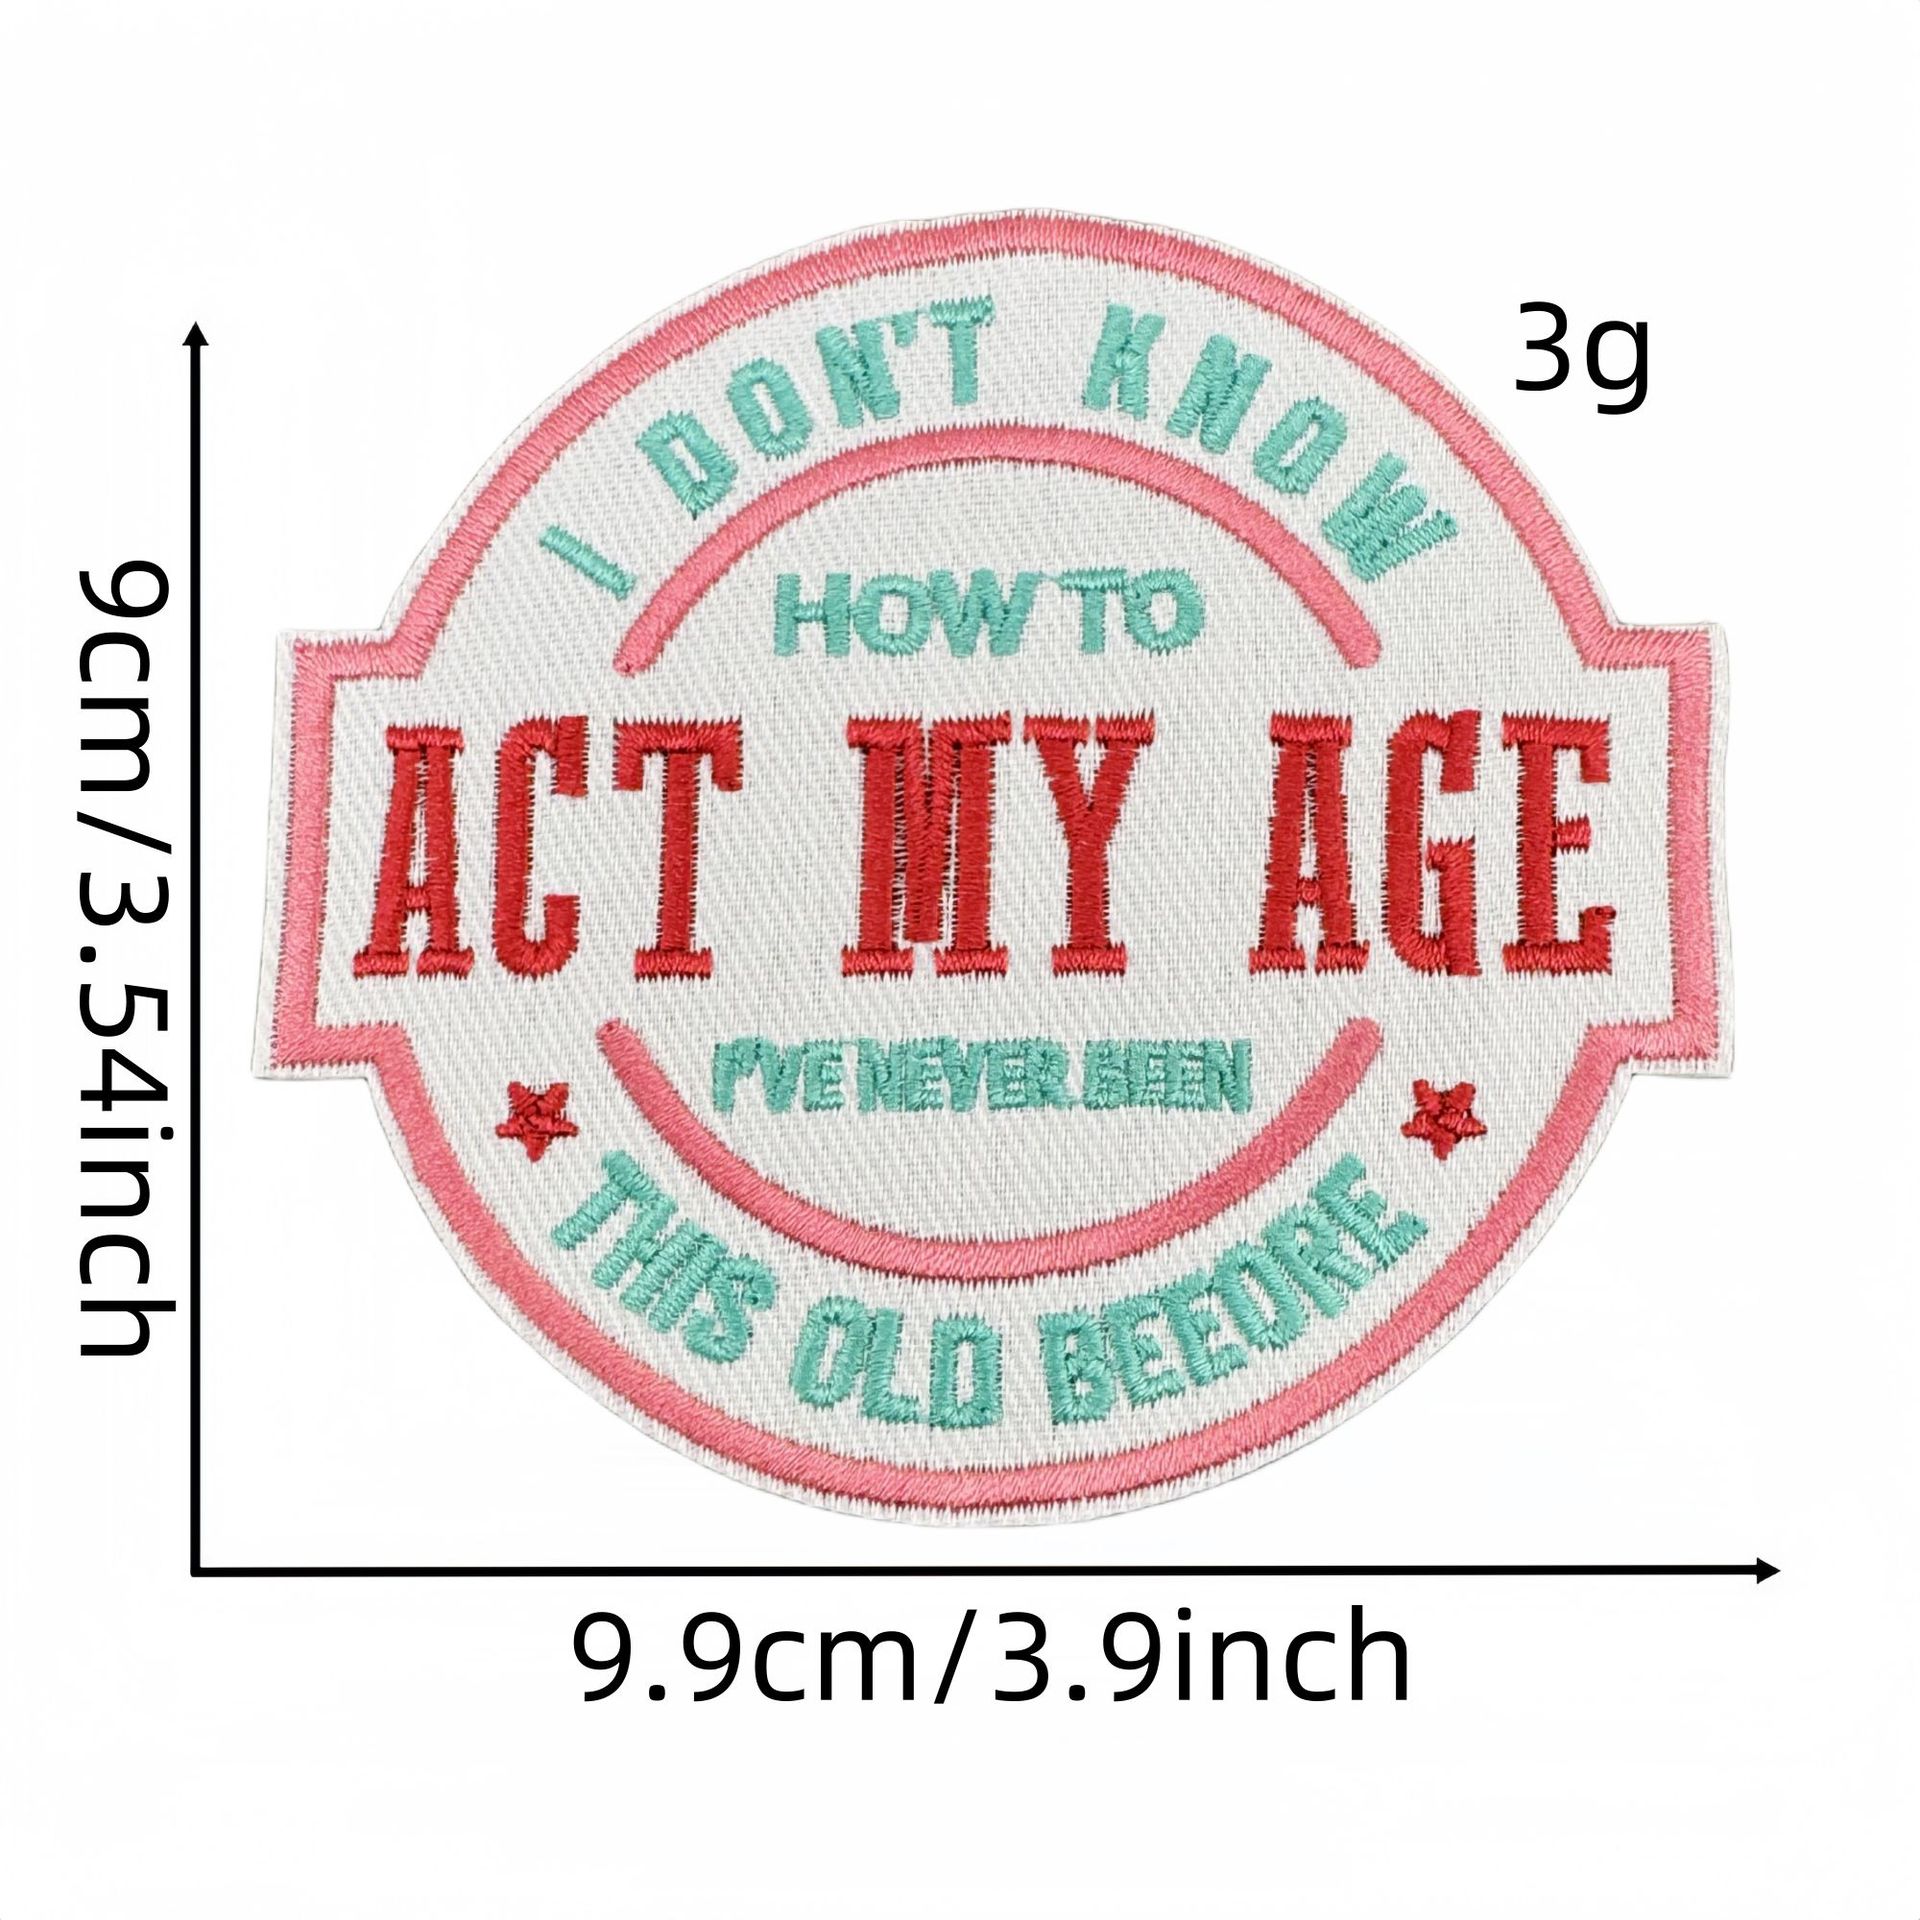 3g
I DON'T KNOW
HOW TO
ACT MY AGE
I'VE NEVER BEEN
THIS OLD BEEORE
9cm/3.54inch
9.9cm/3.9inch